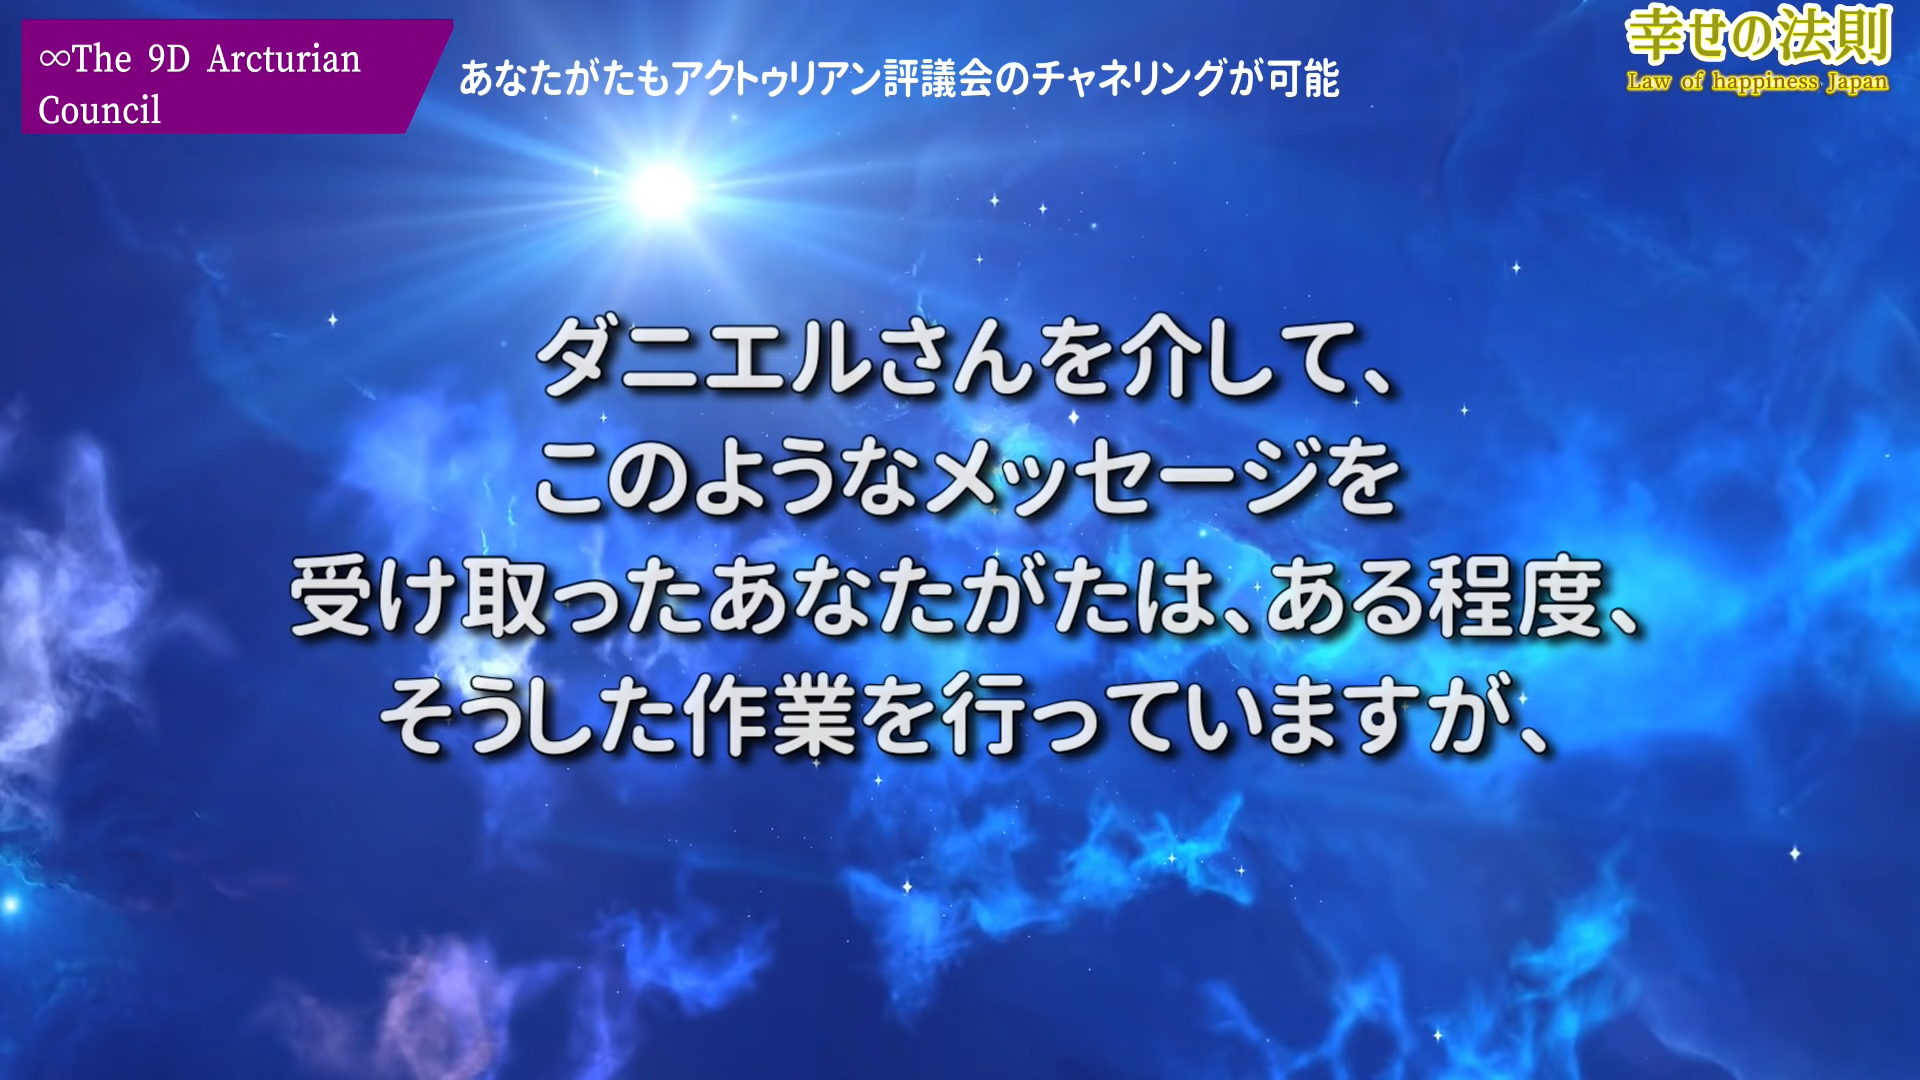 ∞The 9D Arcturian
Council
あなたがたもアクトゥリアン評議会のチャネリングが可能
幸せの法則
Law of happiness Japan
ダニエルさんを介して、
このようなメッセージを
受け取ったあなたがたは、ある程度、
そうした作業を行っていますが、